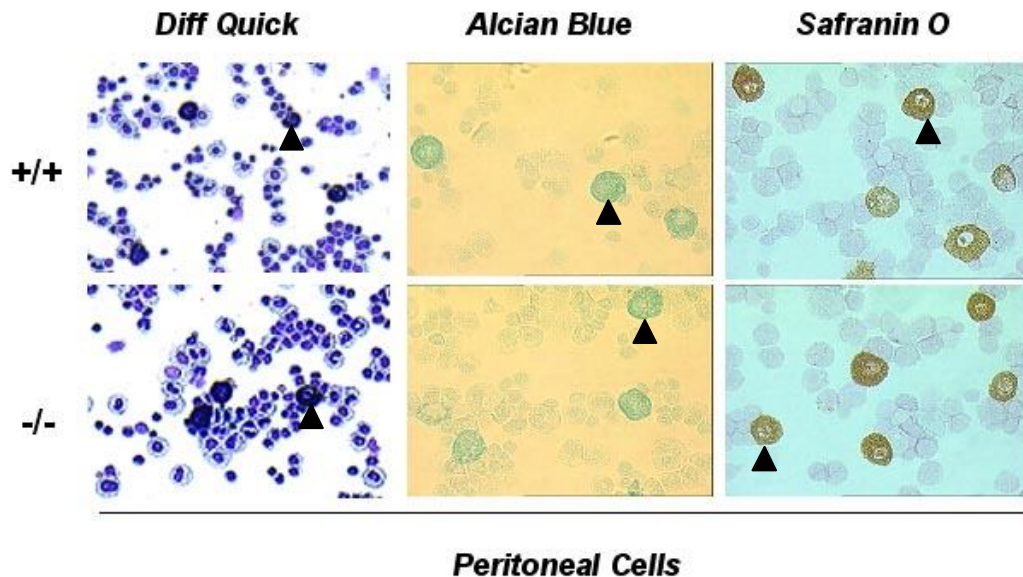 Diff Quick Alcian Blue Safranin O
+/+
-/-
Peritoneal Cells